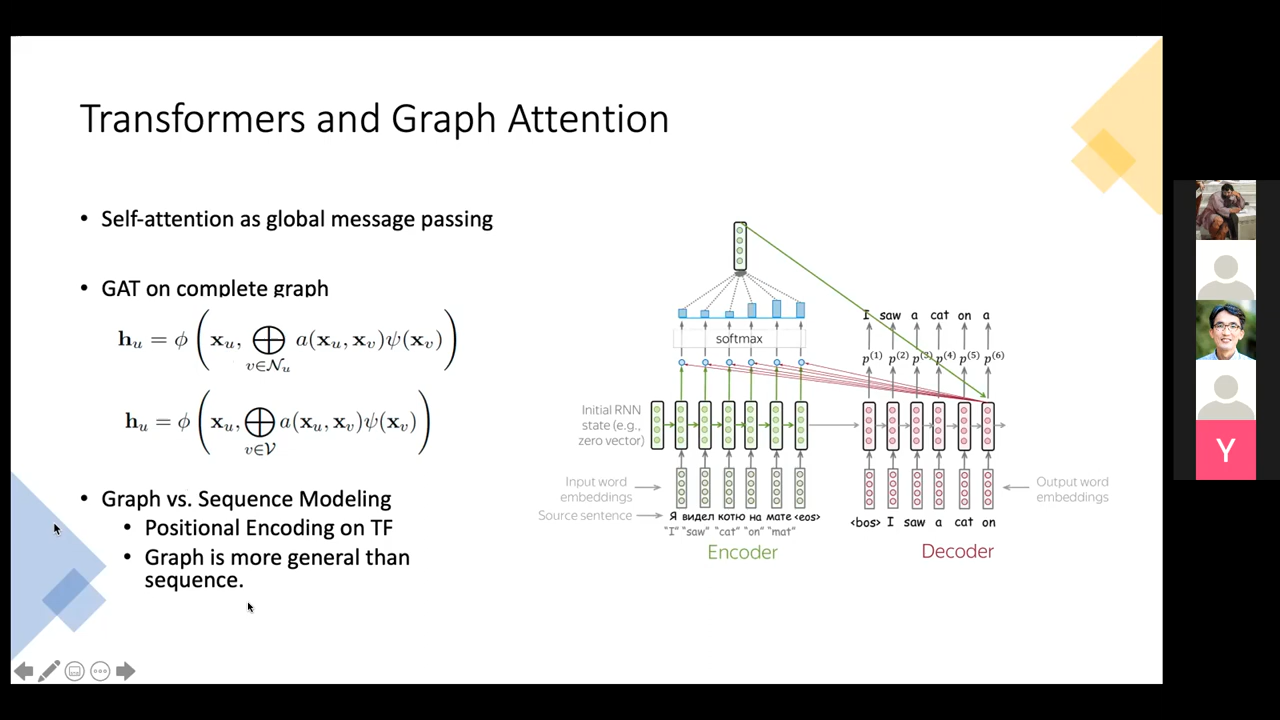 Transformers and Graph Attention
• Self-attention as global message passing
• GAT on complete graph
h_u = ϕ ( x_u, ⨁_{v∈𝒩_u} a(x_u, x_v)ψ(x_v) )
h_u = ϕ ( x_u, ⨁_{v∈𝒱} a(x_u, x_v)ψ(x_v) )
• Graph vs. Sequence Modeling
• Positional Encoding on TF
• Graph is more general than
sequence.
softmax
I saw a cat on a
p^(1) p^(2) p^(3) p^(4) p^(5) p^(6)
Initial RNN
state (e.g.,
zero vector)
Input word
embeddings
Output word
embeddings
Source sentence
Я видел котю на мате <eos>
"I" "saw" "cat" "on" "mat"
<bos> I saw a cat on
Encoder
Decoder
Y